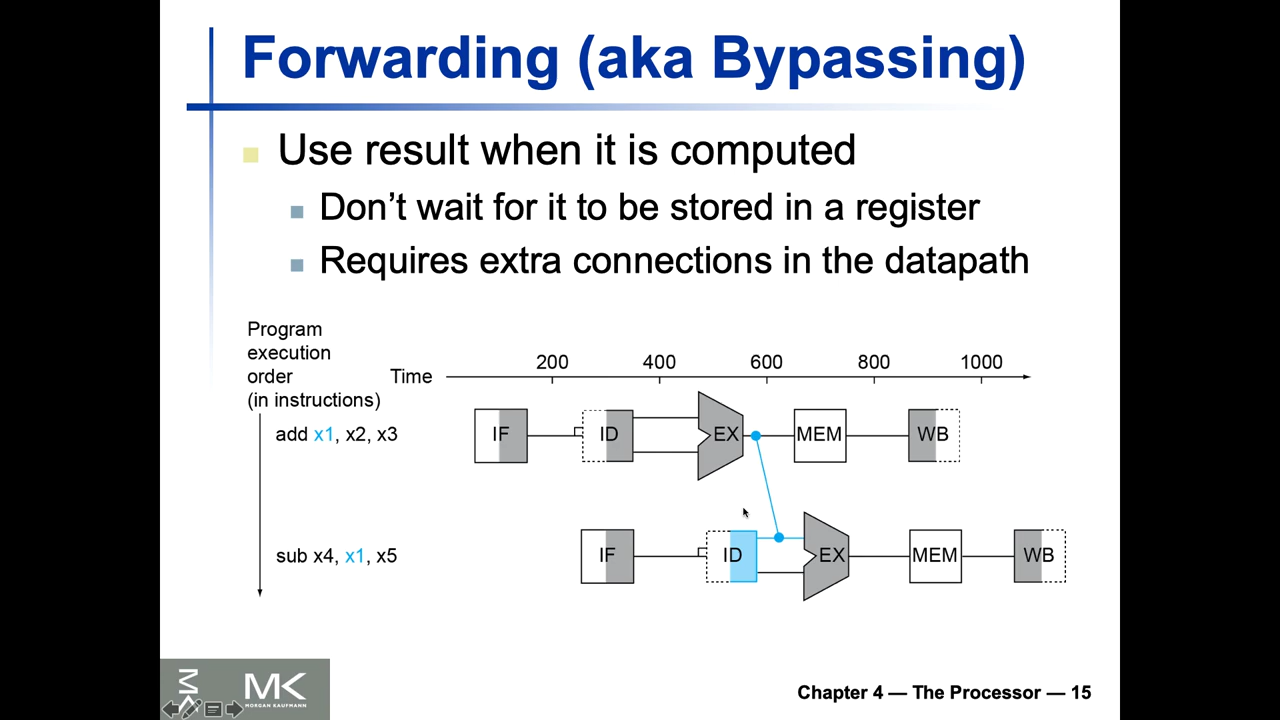 Forwarding (aka Bypassing)
Use result when it is computed
Don’t wait for it to be stored in a register
Requires extra connections in the datapath
Program
execution
order
(in instructions)
Time
200 400 600 800 1000
add x1, x2, x3
IF ID EX MEM WB
sub x4, x1, x5
IF ID EX MEM WB
MK
MK
MORGAN KAUFMANN
Chapter 4 — The Processor — 15